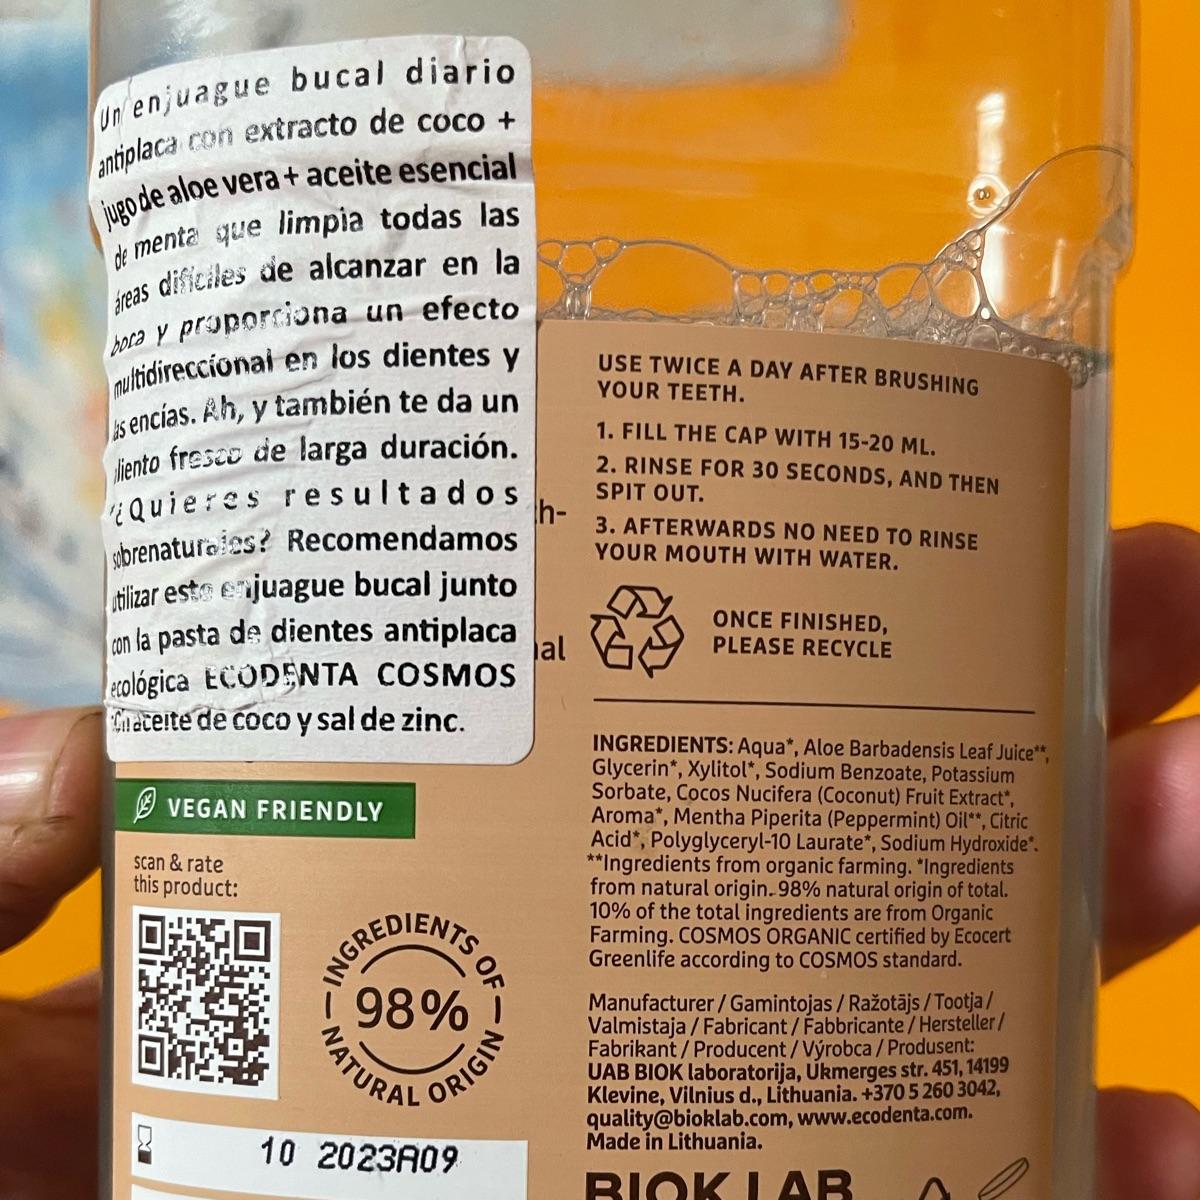 Un enjuague bucal diario
antiplaca con extracto de coco +
jugo de aloe vera + aceite esencial
de menta que limpia todas las
áreas difíciles de alcanzar en la
boca y proporciona un efecto
multidireccional en los dientes y
las encías. Ah, y también te da un
aliento fresco de larga duración.
¿Quieres resultados
sobrenaturales? Recomendamos
utilizar este enjuague bucal junto
con la pasta de dientes antiplaca
ecológica ECODENTA COSMOS
aceite de coco y sal de zinc.
h-
al
VEGAN FRIENDLY
scan & rate
this product:
INGREDIENTS OF
98%
NATURAL ORIGIN
10 2023A09
USE TWICE A DAY AFTER BRUSHING
YOUR TEETH.
1. FILL THE CAP WITH 15-20 ML.
2. RINSE FOR 30 SECONDS, AND THEN
SPIT OUT.
3. AFTERWARDS NO NEED TO RINSE
YOUR MOUTH WITH WATER.
ONCE FINISHED,
PLEASE RECYCLE
INGREDIENTS: Aqua*, Aloe Barbadensis Leaf Juice**,
Glycerin*, Xylitol*, Sodium Benzoate, Potassium
Sorbate, Cocos Nucifera (Coconut) Fruit Extract*,
Aroma*, Mentha Piperita (Peppermint) Oil**, Citric
Acid*, Polyglyceryl-10 Laurate*, Sodium Hydroxide*.
**Ingredients from organic farming. *Ingredients
from natural origin. 98% natural origin of total.
10% of the total ingredients are from Organic
Farming. COSMOS ORGANIC certified by Ecocert
Greenlife according to COSMOS standard.
Manufacturer / Gamintojas / Ražotājs / Tootja /
Valmistaja / Fabricant / Fabbricante / Hersteller /
Fabrikant / Producent / Výrobca / Produsent:
UAB BIOK laboratorija, Ukmerges str. 451, 14199
Klevine, Vilnius d., Lithuania. +370 5 260 3042,
quality@bioklab.com, www.ecodenta.com.
Made in Lithuania.
BIOK LAB